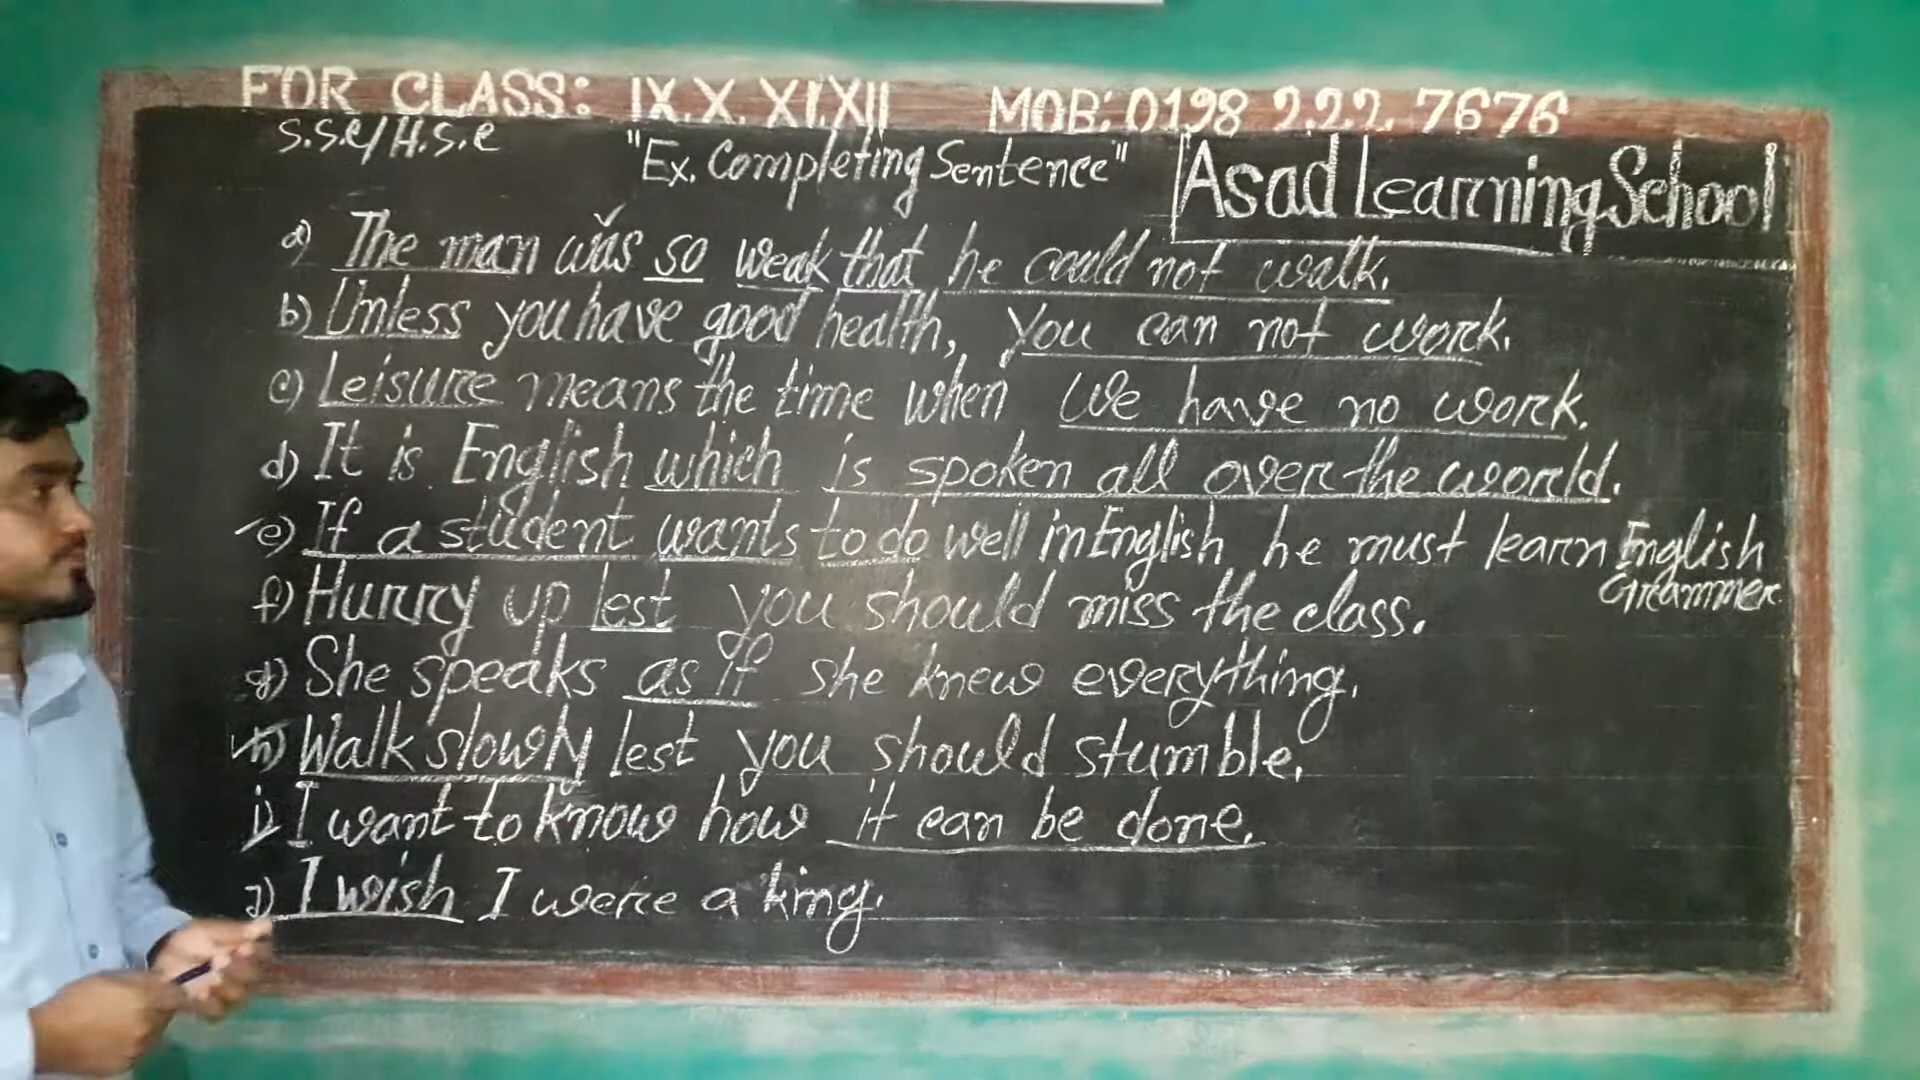 FOR CLASS: IX.X.XI.XII MOB: 0198 222 7676
S.S.C/H.S.C
"Ex. Completing Sentence"
Asad Learning School
a) The man was so weak that he could not walk.
b) Unless you have good health, you can not work.
c) Leisure means the time when we have no work.
d) It is English which is spoken all over the world.
e) If a student wants to do well in English, he must learn English
Grammer.
f) Hurry up lest you should miss the class.
g) She speaks as if she knew everything.
h) Walk slowly lest you should stumble.
i) I want to know how it can be done.
j) I wish I were a king.